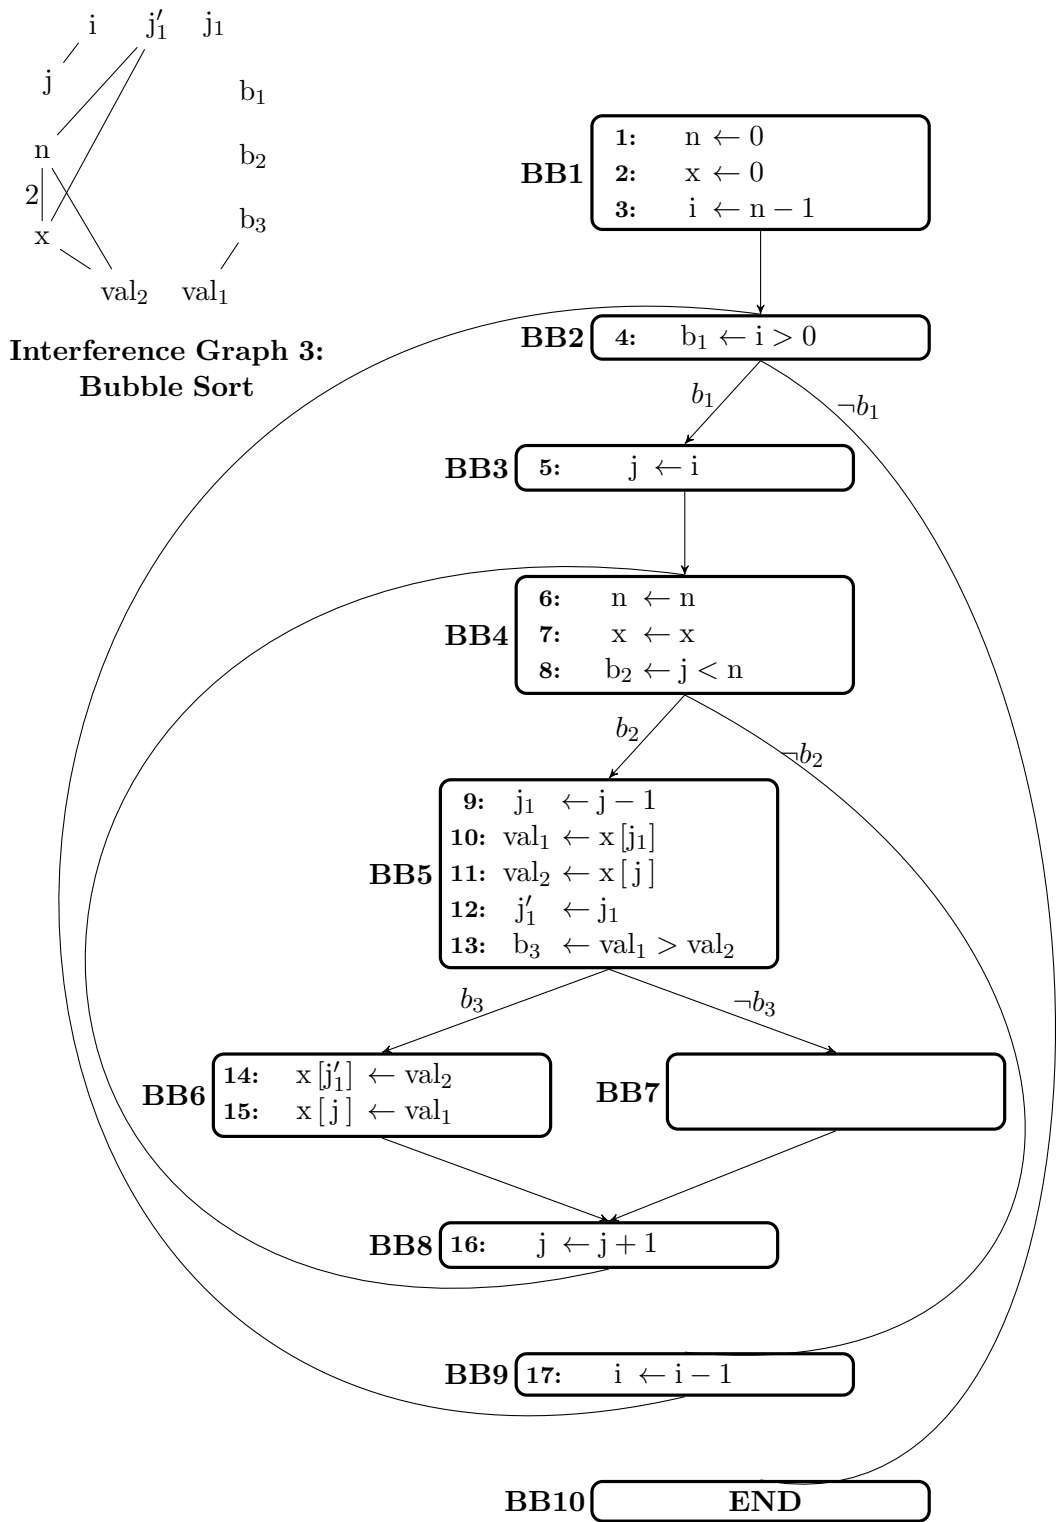 i j′₁ j₁
j
b₁
n
b₂
2
b₃
x
val₂ val₁
Interference Graph 3:
Bubble Sort
BB1
1: n ← 0
2: x ← 0
3: i ← n − 1
BB2
4: b₁ ← i > 0
b₁
¬b₁
BB3
5: j ← i
BB4
6: n ← n
7: x ← x
8: b₂ ← j < n
b₂
¬b₂
BB5
9: j₁ ← j − 1
10: val₁ ← x [j₁]
11: val₂ ← x [ j ]
12: j′₁ ← j₁
13: b₃ ← val₁ > val₂
b₃
¬b₃
BB6
14: x [j′₁] ← val₂
15: x [ j ] ← val₁
BB7
BB8
16: j ← j + 1
BB9
17: i ← i − 1
BB10
END